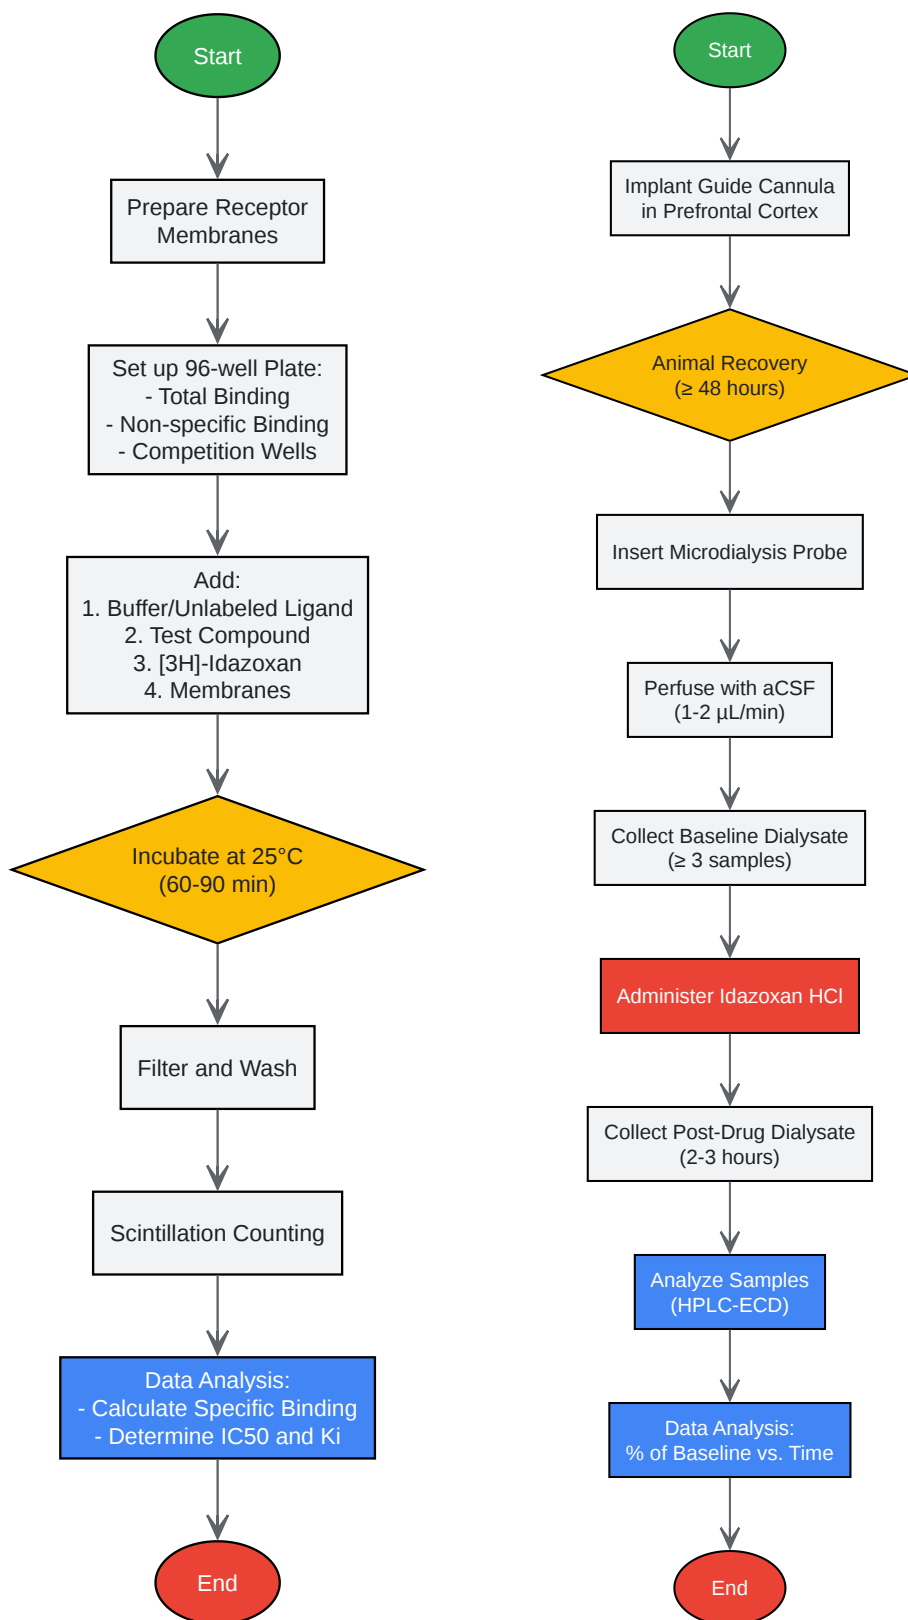 Start
Prepare Receptor
Membranes
Set up 96-well Plate:
- Total Binding
- Non-specific Binding
- Competition Wells
Add:
1. Buffer/Unlabeled Ligand
2. Test Compound
3. [3H]-Idazoxan
4. Membranes
Incubate at 25°C
(60-90 min)
Filter and Wash
Scintillation Counting
Data Analysis:
- Calculate Specific Binding
- Determine IC50 and Ki
End
Start
Implant Guide Cannula
in Prefrontal Cortex
Animal Recovery
(≥ 48 hours)
Insert Microdialysis Probe
Perfuse with aCSF
(1-2 µL/min)
Collect Baseline Dialysate
(≥ 3 samples)
Administer Idazoxan HCl
Collect Post-Drug Dialysate
(2-3 hours)
Analyze Samples
(HPLC-ECD)
Data Analysis:
% of Baseline vs. Time
End